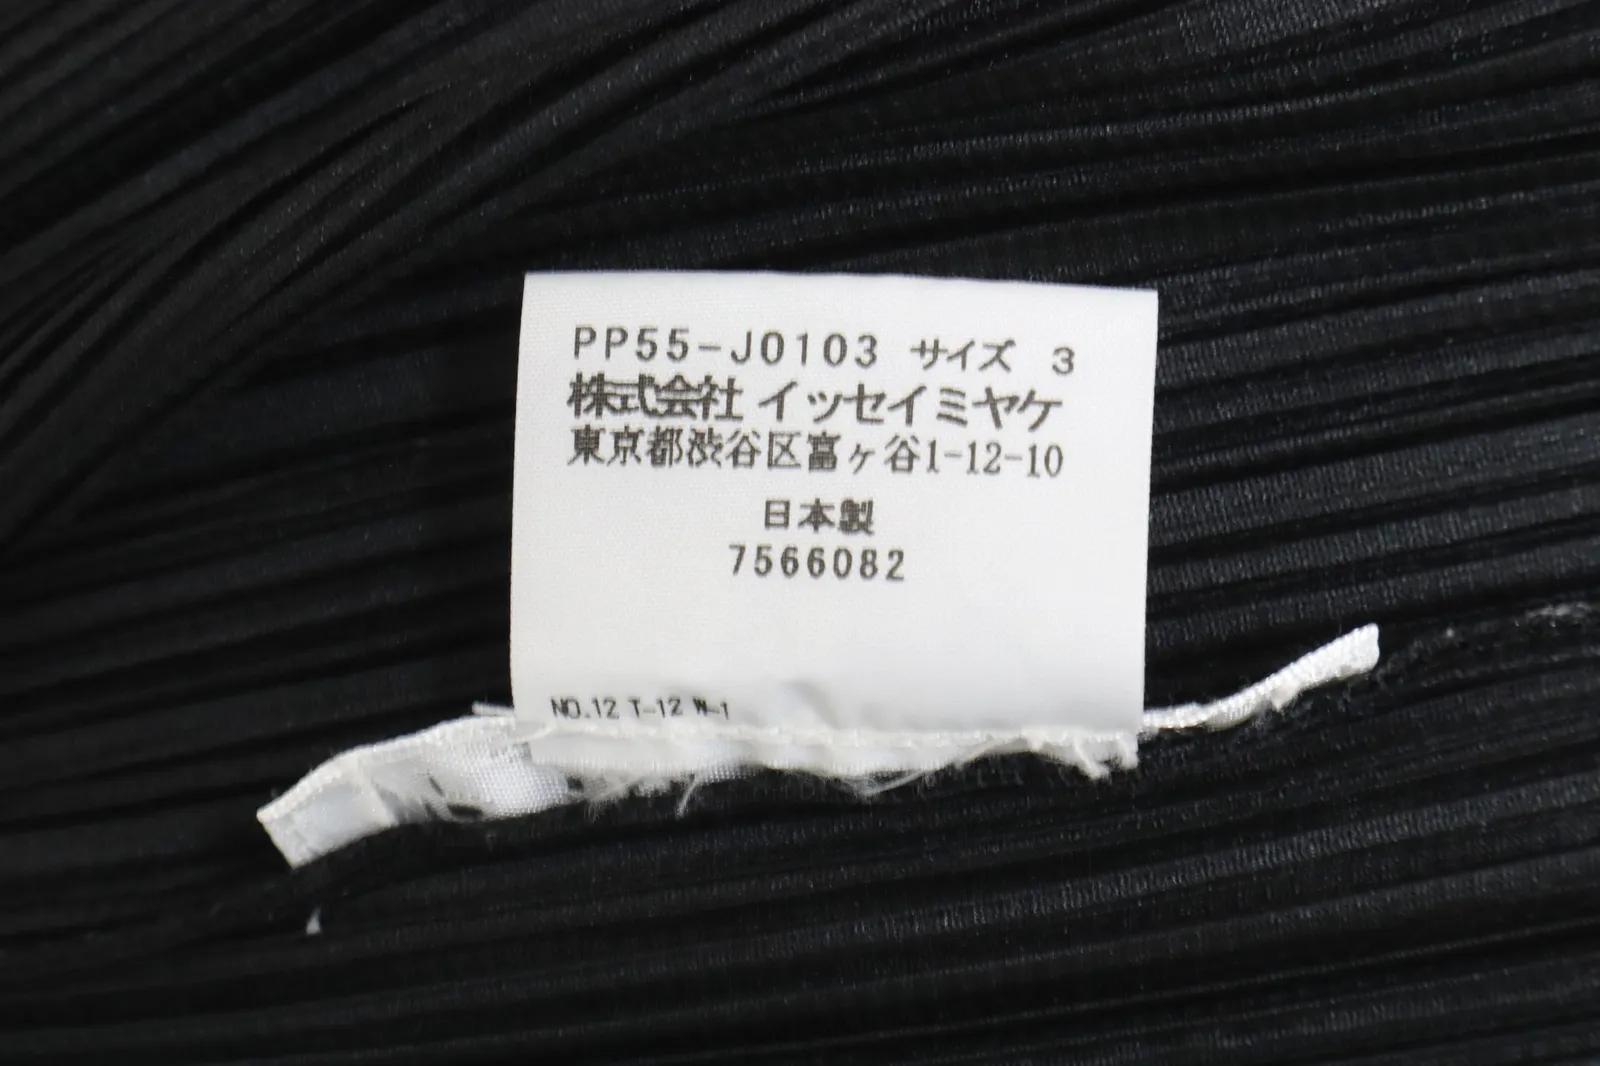 PP55-J0103 サイズ 3
株式会社 イッセイミヤケ
東京都渋谷区富ヶ谷1-12-10
日本製
7566082
NO.12 T-12 W-1